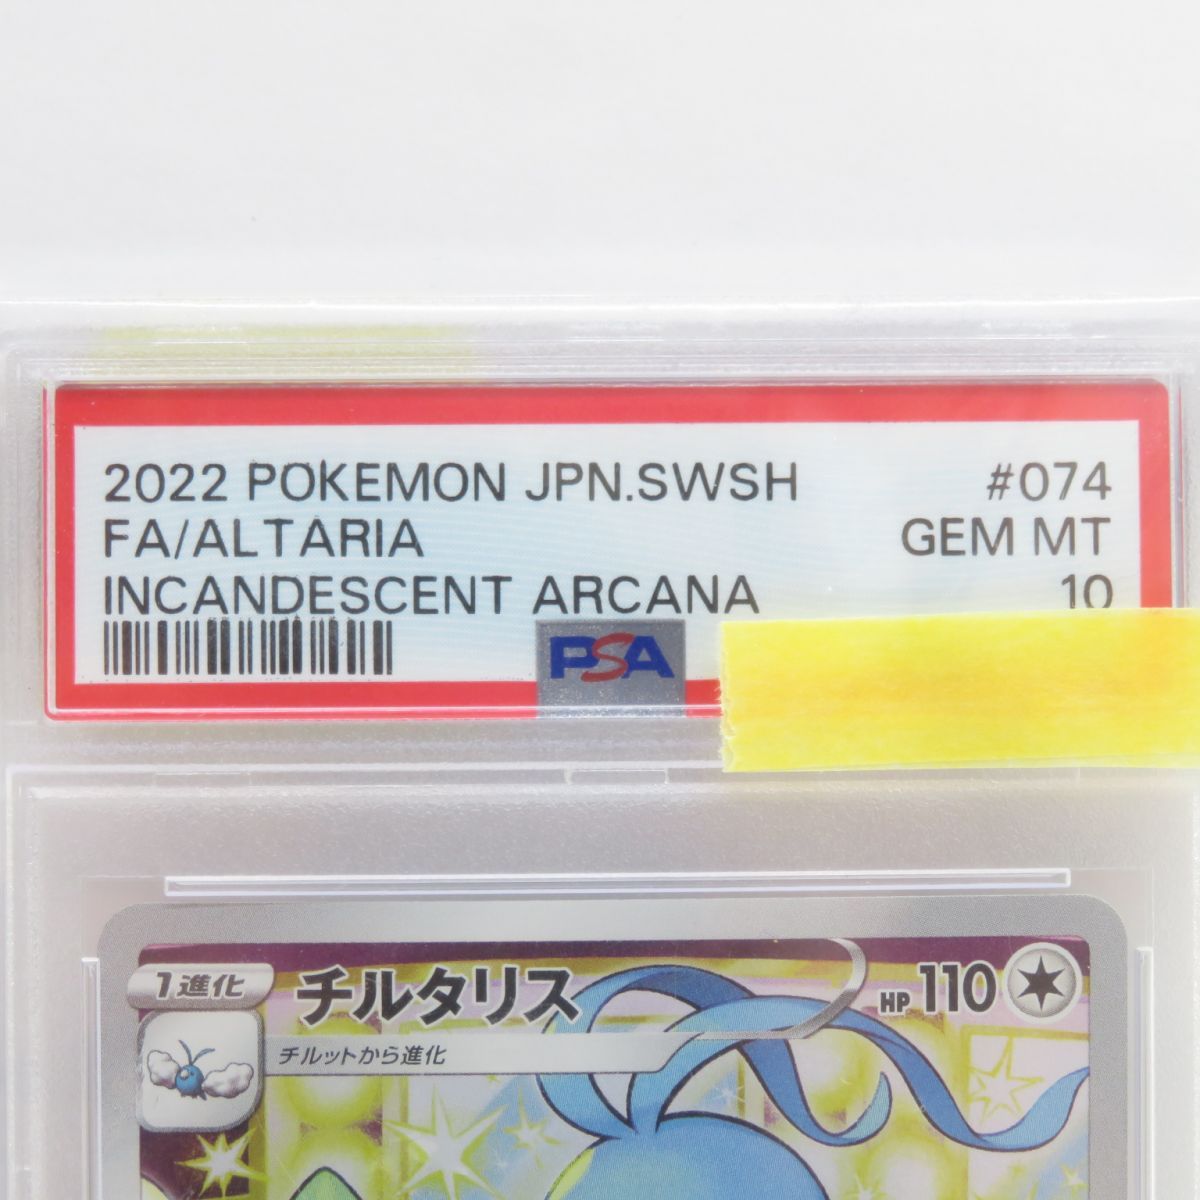 2022 POKEMON JPN.SWSH #074
FA/ALTARIA GEM MT
INCANDESCENT ARCANA 10
PSA
1進化 チルタリス HP 110
チルットから進化